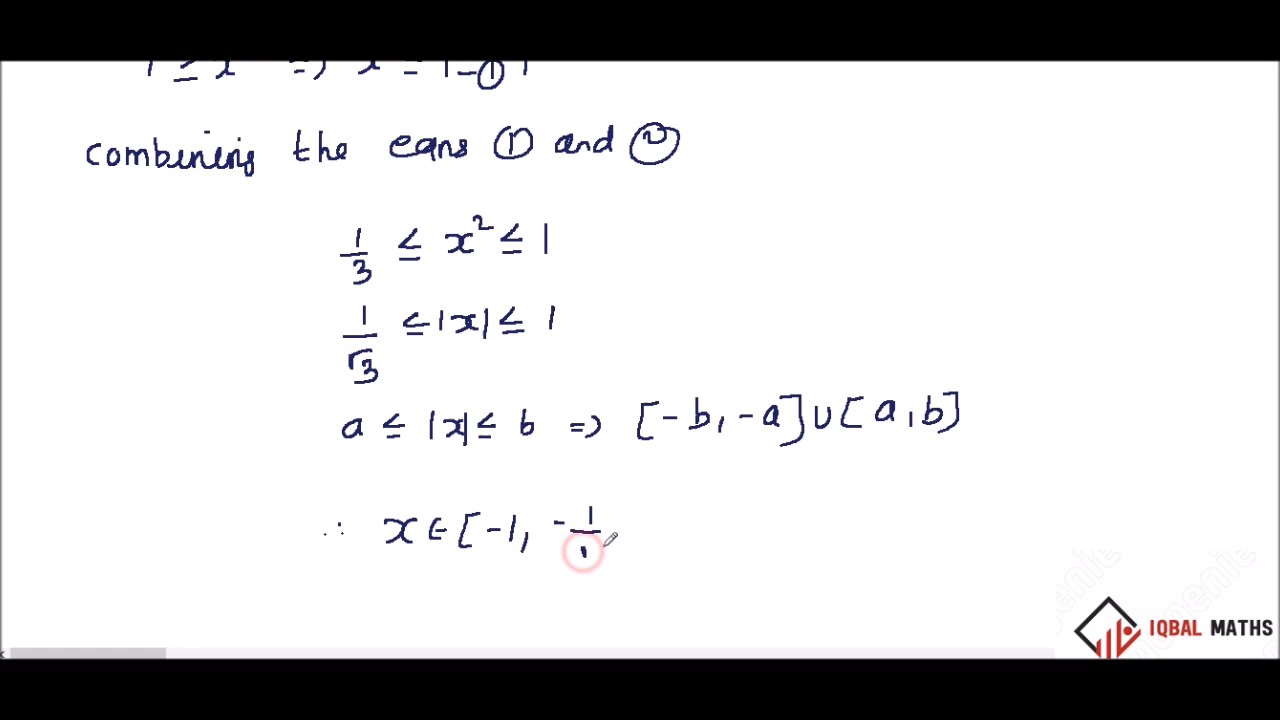 combining the eqns ① and ②
1/3 ≤ x² ≤ 1
1/√3 ≤ |x| ≤ 1
a ≤ |x| ≤ b ⇒ [-b, -a] ∪ [a, b]
∴ x ∈ [-1, -1/
IQBAL MATHS